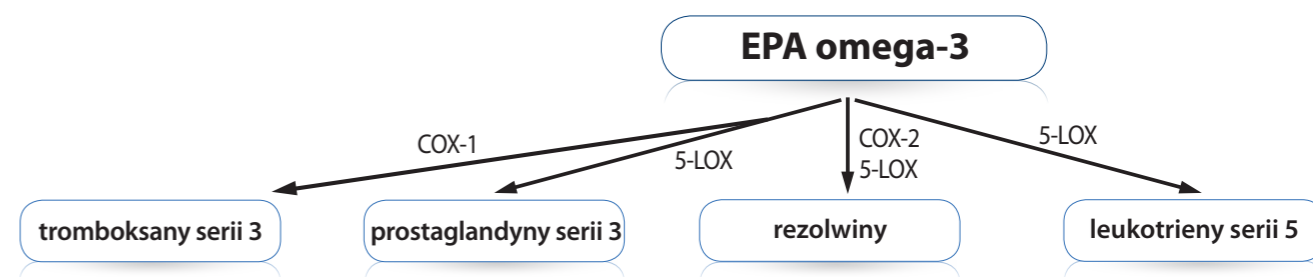 EPA omega-3
COX-1
5-LOX
COX-2
5-LOX
5-LOX
tromboksany serii 3
prostaglandyny serii 3
rezolwiny
leukotrieny serii 5